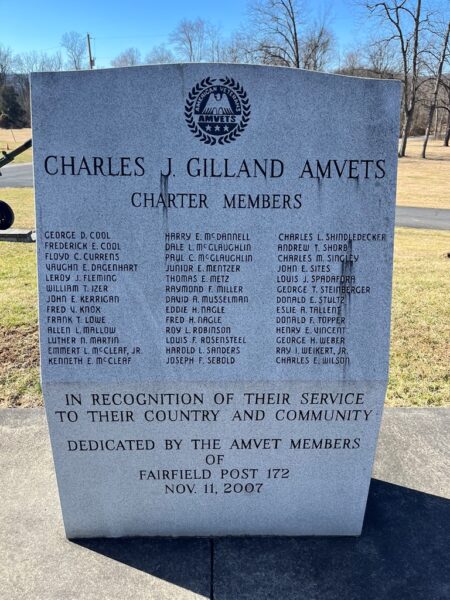 AMERICAN VETERANS
AMVETS
CHARLES J. GILLAND AMVETS
CHARTER MEMBERS
GEORGE D. COOL
FREDERICK E. COOL
FLOYD C. CURRENS
VAUGHN E. DAGENHART
LEROY J. FLEMING
WILLIAM T. IZER
JOHN E. KERRIGAN
FRED V. KNOX
FRANK T. LOWE
ALLEN L. MALLOW
LUTHER N. MARTIN
EMMERT L. McCLEAF, JR.
KENNETH E. McCLEAF
HARRY E. McDANNELL
DALE L. McGLAUGHLIN
PAUL C. McGLAUGHLIN
JUNIOR E. MENTZER
THOMAS E. METZ
RAYMOND F. MILLER
DAVID A. MUSSELMAN
EDDIE H. NAGLE
FRED H. NAGLE
ROY L. ROBINSON
LOUIS F. ROSENSTEEL
HAROLD L. SANDERS
JOSEPH F. SEBOLD
CHARLES L. SHINDLEDECKER
ANDREW T. SHORB
CHARLES M. SINGLEY
JOHN E. SITES
LOUIS J. SPADAFORA
GEORGE T. STEINBERGER
DONALD E. STULTZ
ESLIE A. TALLENT
DONALD F. TOPPER
HENRY E. VINCENT
GEORGE H. WEBER
RAY I. WEIKERT, JR.
CHARLES E. WILSON
IN RECOGNITION OF THEIR SERVICE
TO THEIR COUNTRY AND COMMUNITY
DEDICATED BY THE AMVET MEMBERS
OF
FAIRFIELD POST 172
NOV. 11, 2007